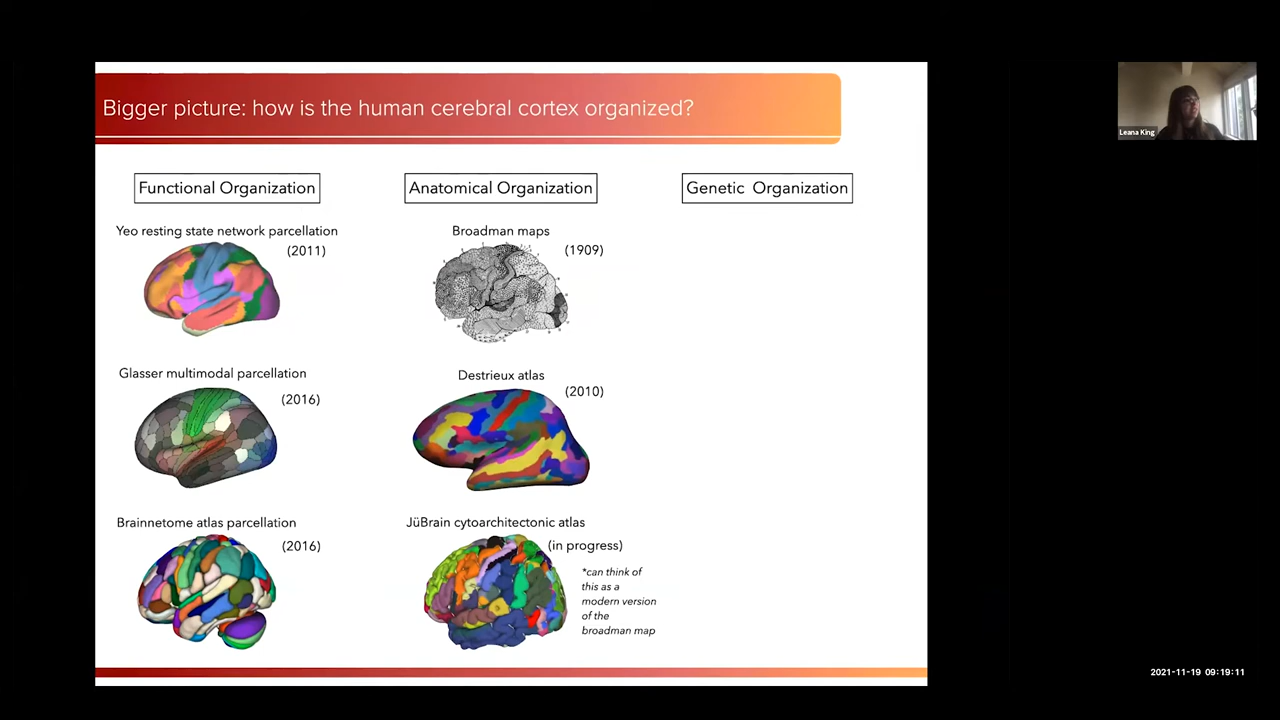 Bigger picture: how is the human cerebral cortex organized?
Functional Organization
Yeo resting state network parcellation
(2011)
Glasser multimodal parcellation
(2016)
Brainnetome atlas parcellation
(2016)
Anatomical Organization
Broadman maps
(1909)
Destrieux atlas
(2010)
JüBrain cytoarchitectonic atlas
(in progress)
*can think of
this as a
modern version
of the
broadman map
Genetic Organization
Leana King
2021-11-19 09:19:11